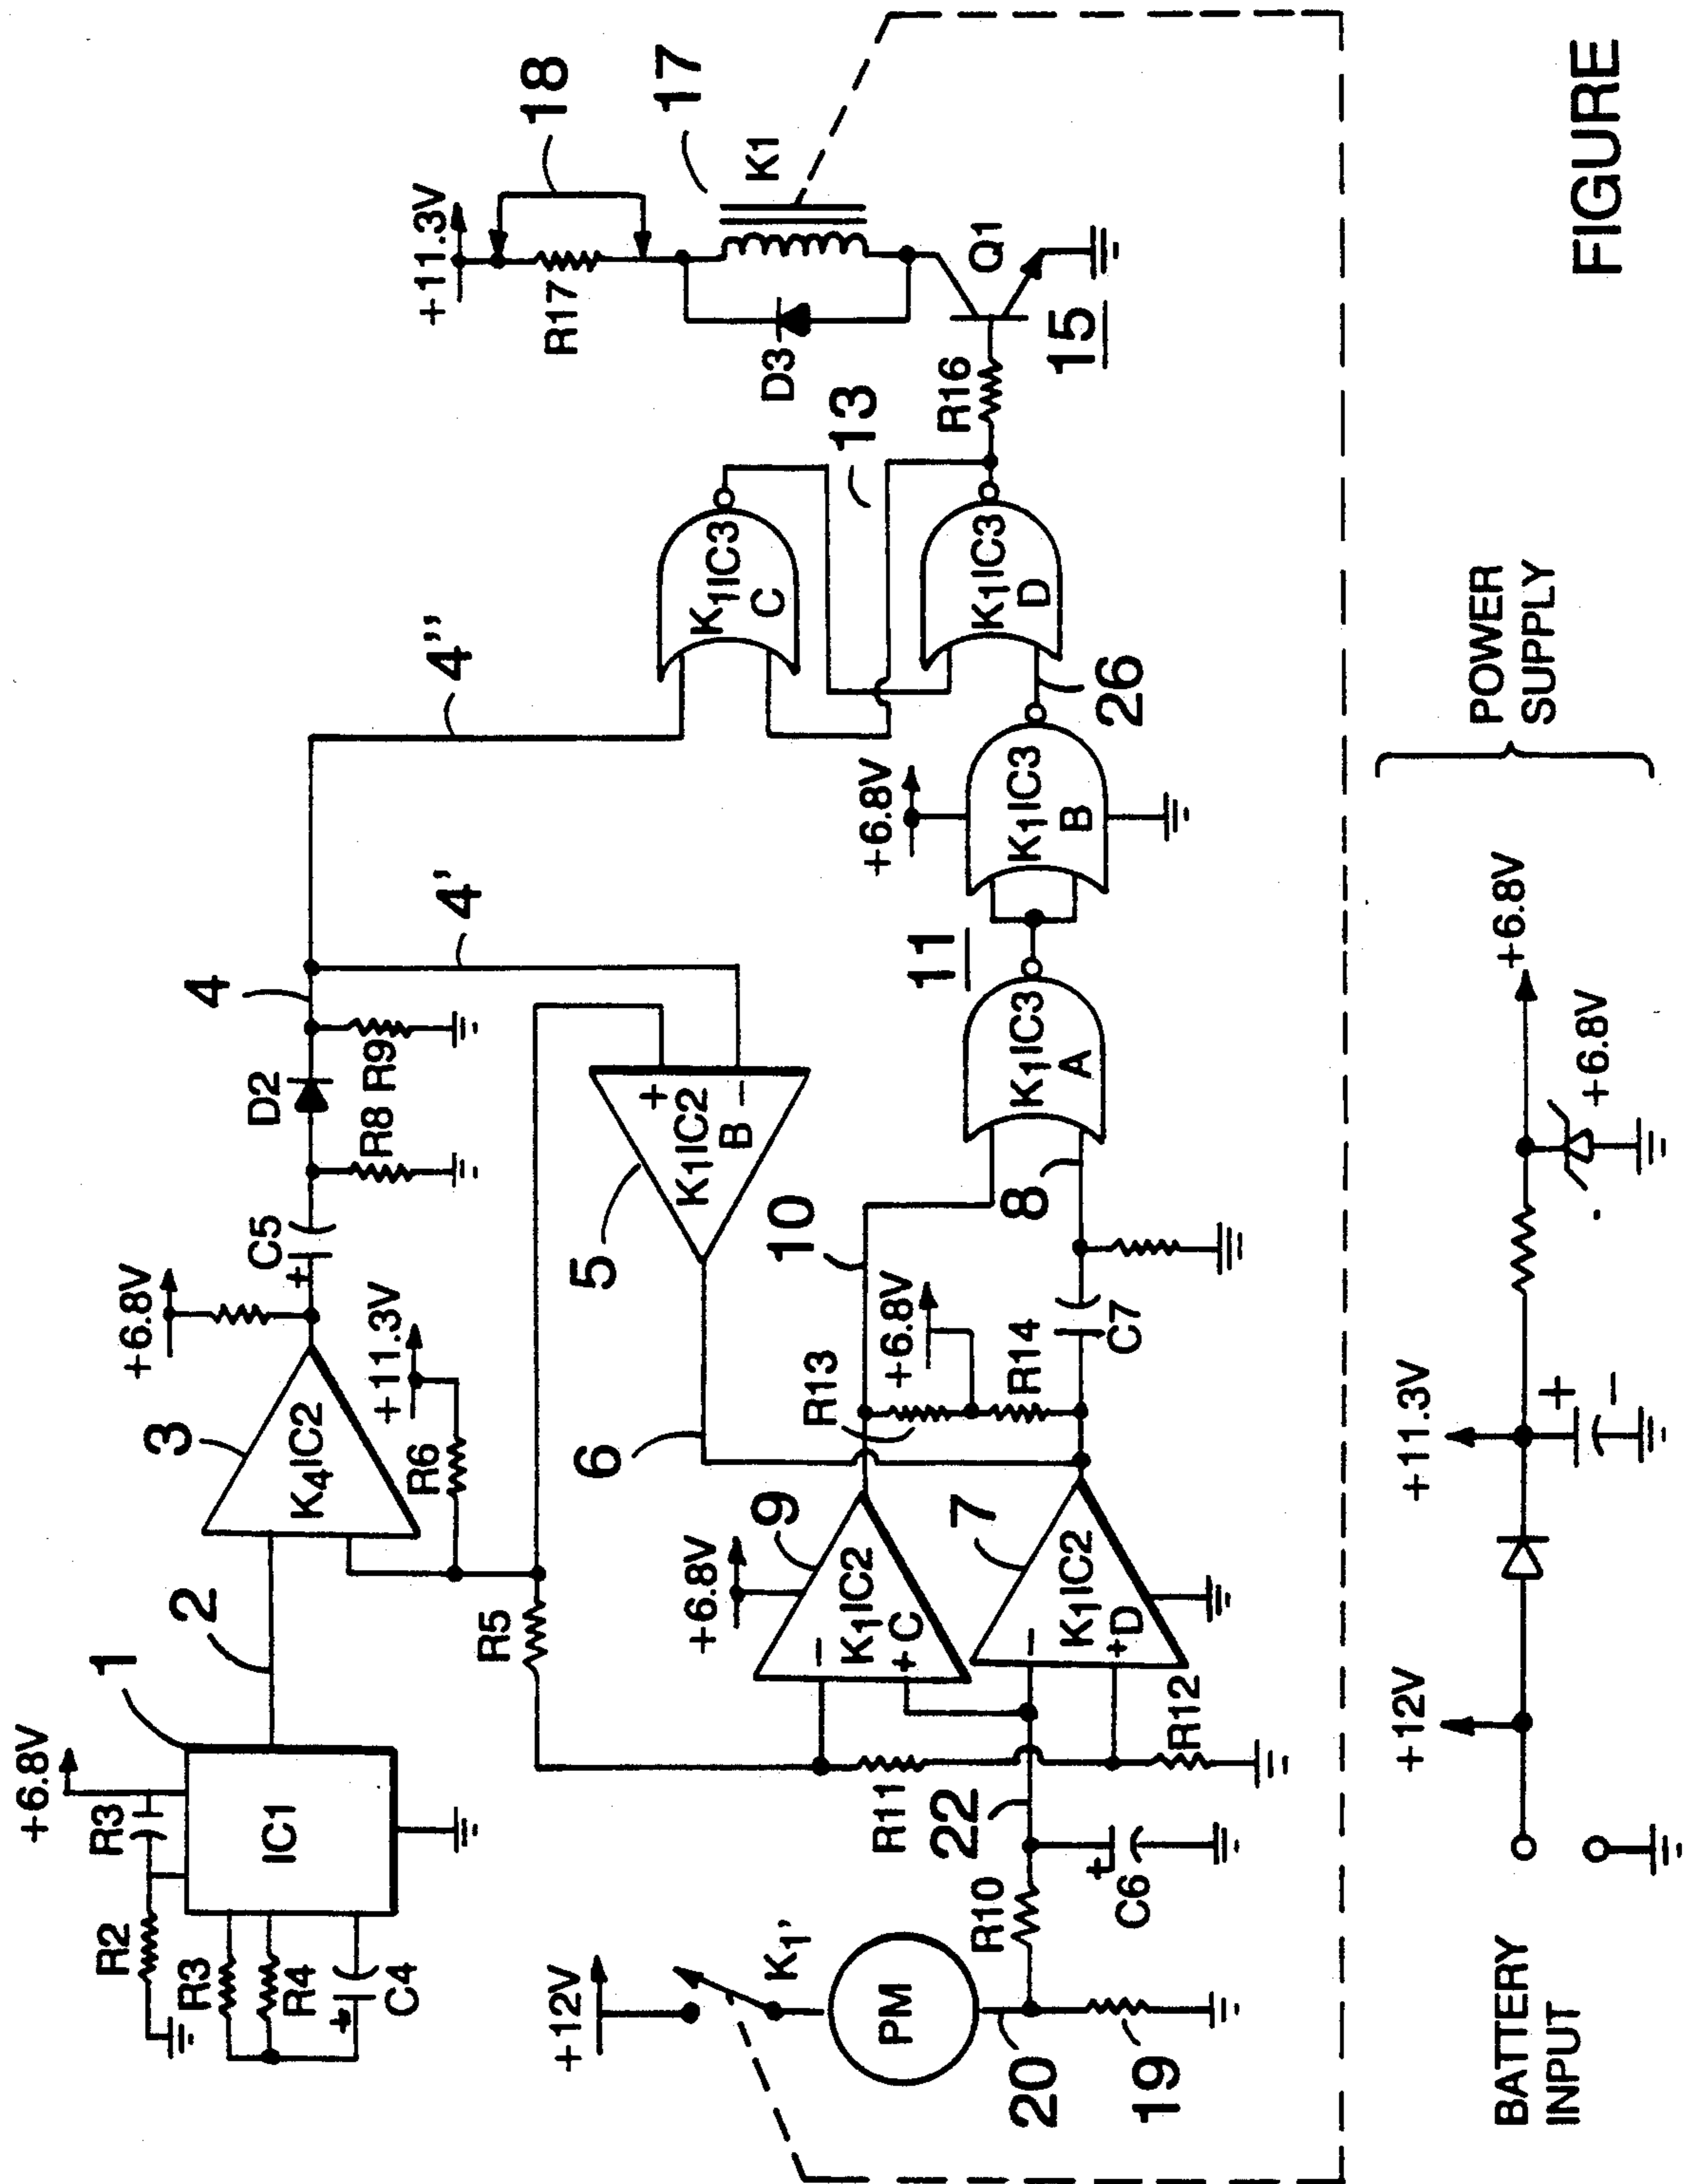 +6.8V
1
2
R3
R2
R3
R4
C4
IC1
3
K4IC2
+6.8V
+
C5
D2
R8
R9
4
4'
4"
+11.3V
R6
R5
5
+
K1IC2
B
−
6
18
+11.3V
R17
17
K1
D3
K1IC3
C
13
+12V
K1'
PM
20
19
R10
22
+
C6
R11
R12
+6.8V
9
−
K1IC2
+C
7
−
K1IC2
+D
R13
+6.8V
R14
10
C7
8
K1IC3
A
11
+6.8V
K1IC3
B
26
K1IC3
D
R16
Q1
15
BATTERY
INPUT
+12V
+11.3V
+
−
+6.8V
+6.8V
POWER
SUPPLY
FIGURE